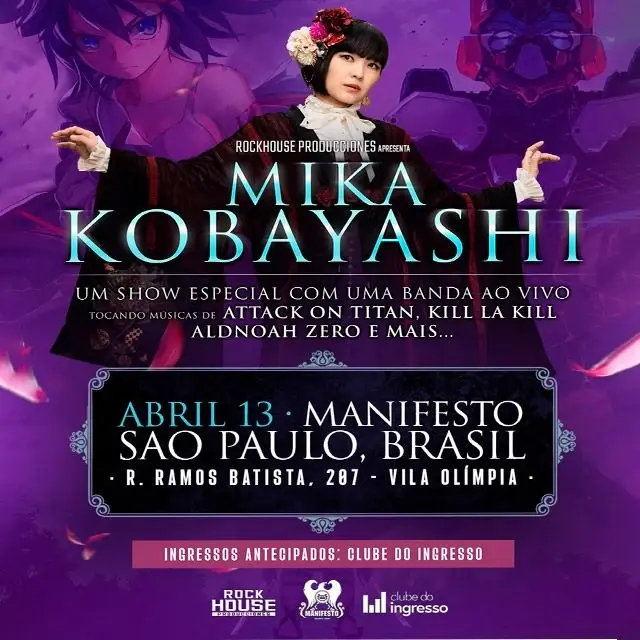 ROCKHOUSE PRODUCCIONES APRESENTA
MIKA
KOBAYASHI
UM SHOW ESPECIAL COM UMA BANDA AO VIVO
TOCANDO MÚSICAS DE ATTACK ON TITAN, KILL LA KILL
ALDNOAH ZERO E MAIS...
ABRIL 13 · MANIFESTO
SAO PAULO, BRASIL
· R. RAMOS BATISTA, 207 - VILA OLÍMPIA ·
INGRESSOS ANTECIPADOS: CLUBE DO INGRESSO
ROCK
HOUSE
PRODUCCIONES
MANIFESTO
clube do
ingresso